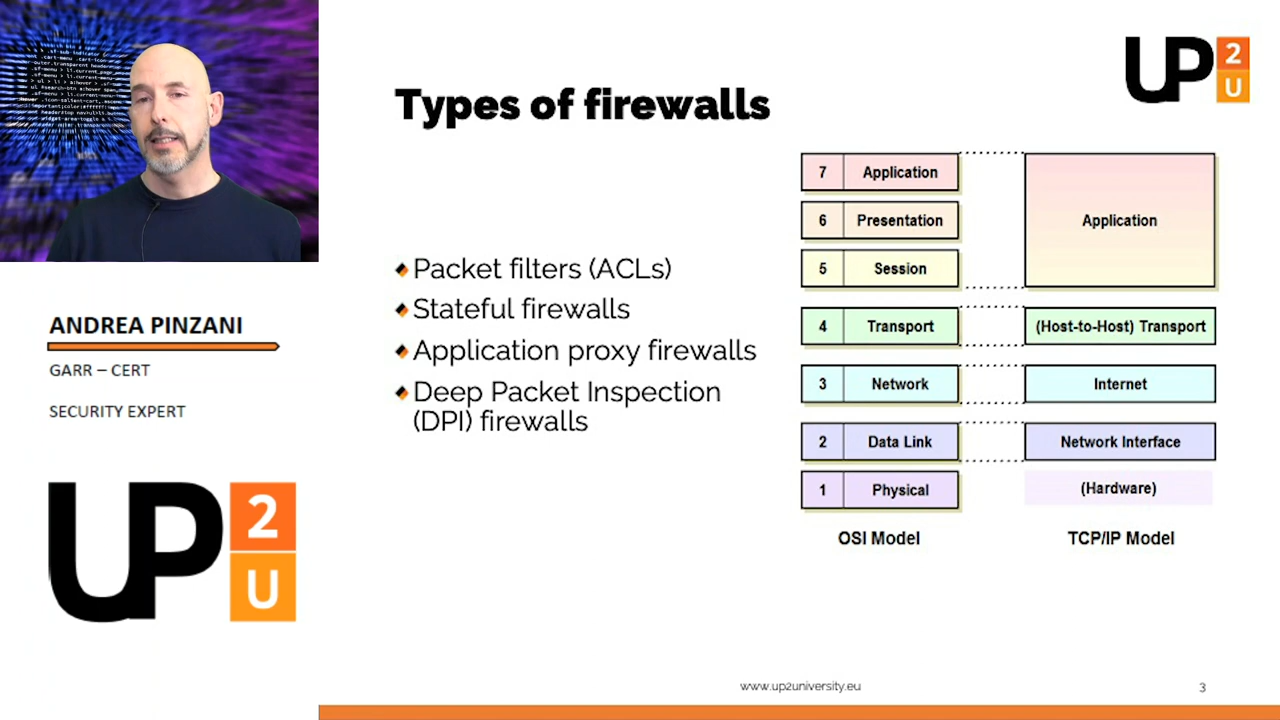 UP
2
U
Types of firewalls
Packet filters (ACLs)
Stateful firewalls
Application proxy firewalls
Deep Packet Inspection
(DPI) firewalls
7 Application
6 Presentation
5 Session
4 Transport
3 Network
2 Data Link
1 Physical
OSI Model
Application
(Host-to-Host) Transport
Internet
Network Interface
(Hardware)
TCP/IP Model
ANDREA PINZANI
GARR – CERT
SECURITY EXPERT
UP
2
U
www.up2university.eu
3